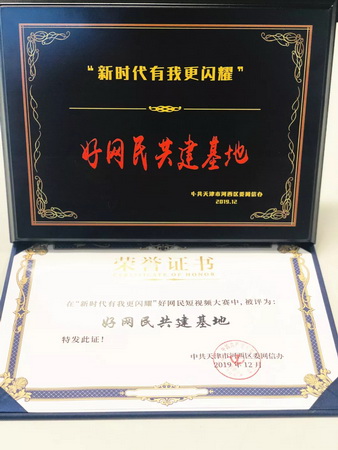 “新时代有我更闪耀”
好网民共建基地
中共天津市河西区委网信办
2019.12
荣誉证书
CERTIFICATE OF HONOR
在“新时代有我更闪耀”好网民短视频大赛中，被评为：
好网民共建基地
特发此证！
中共天津市河西区委网信办
2019年12月